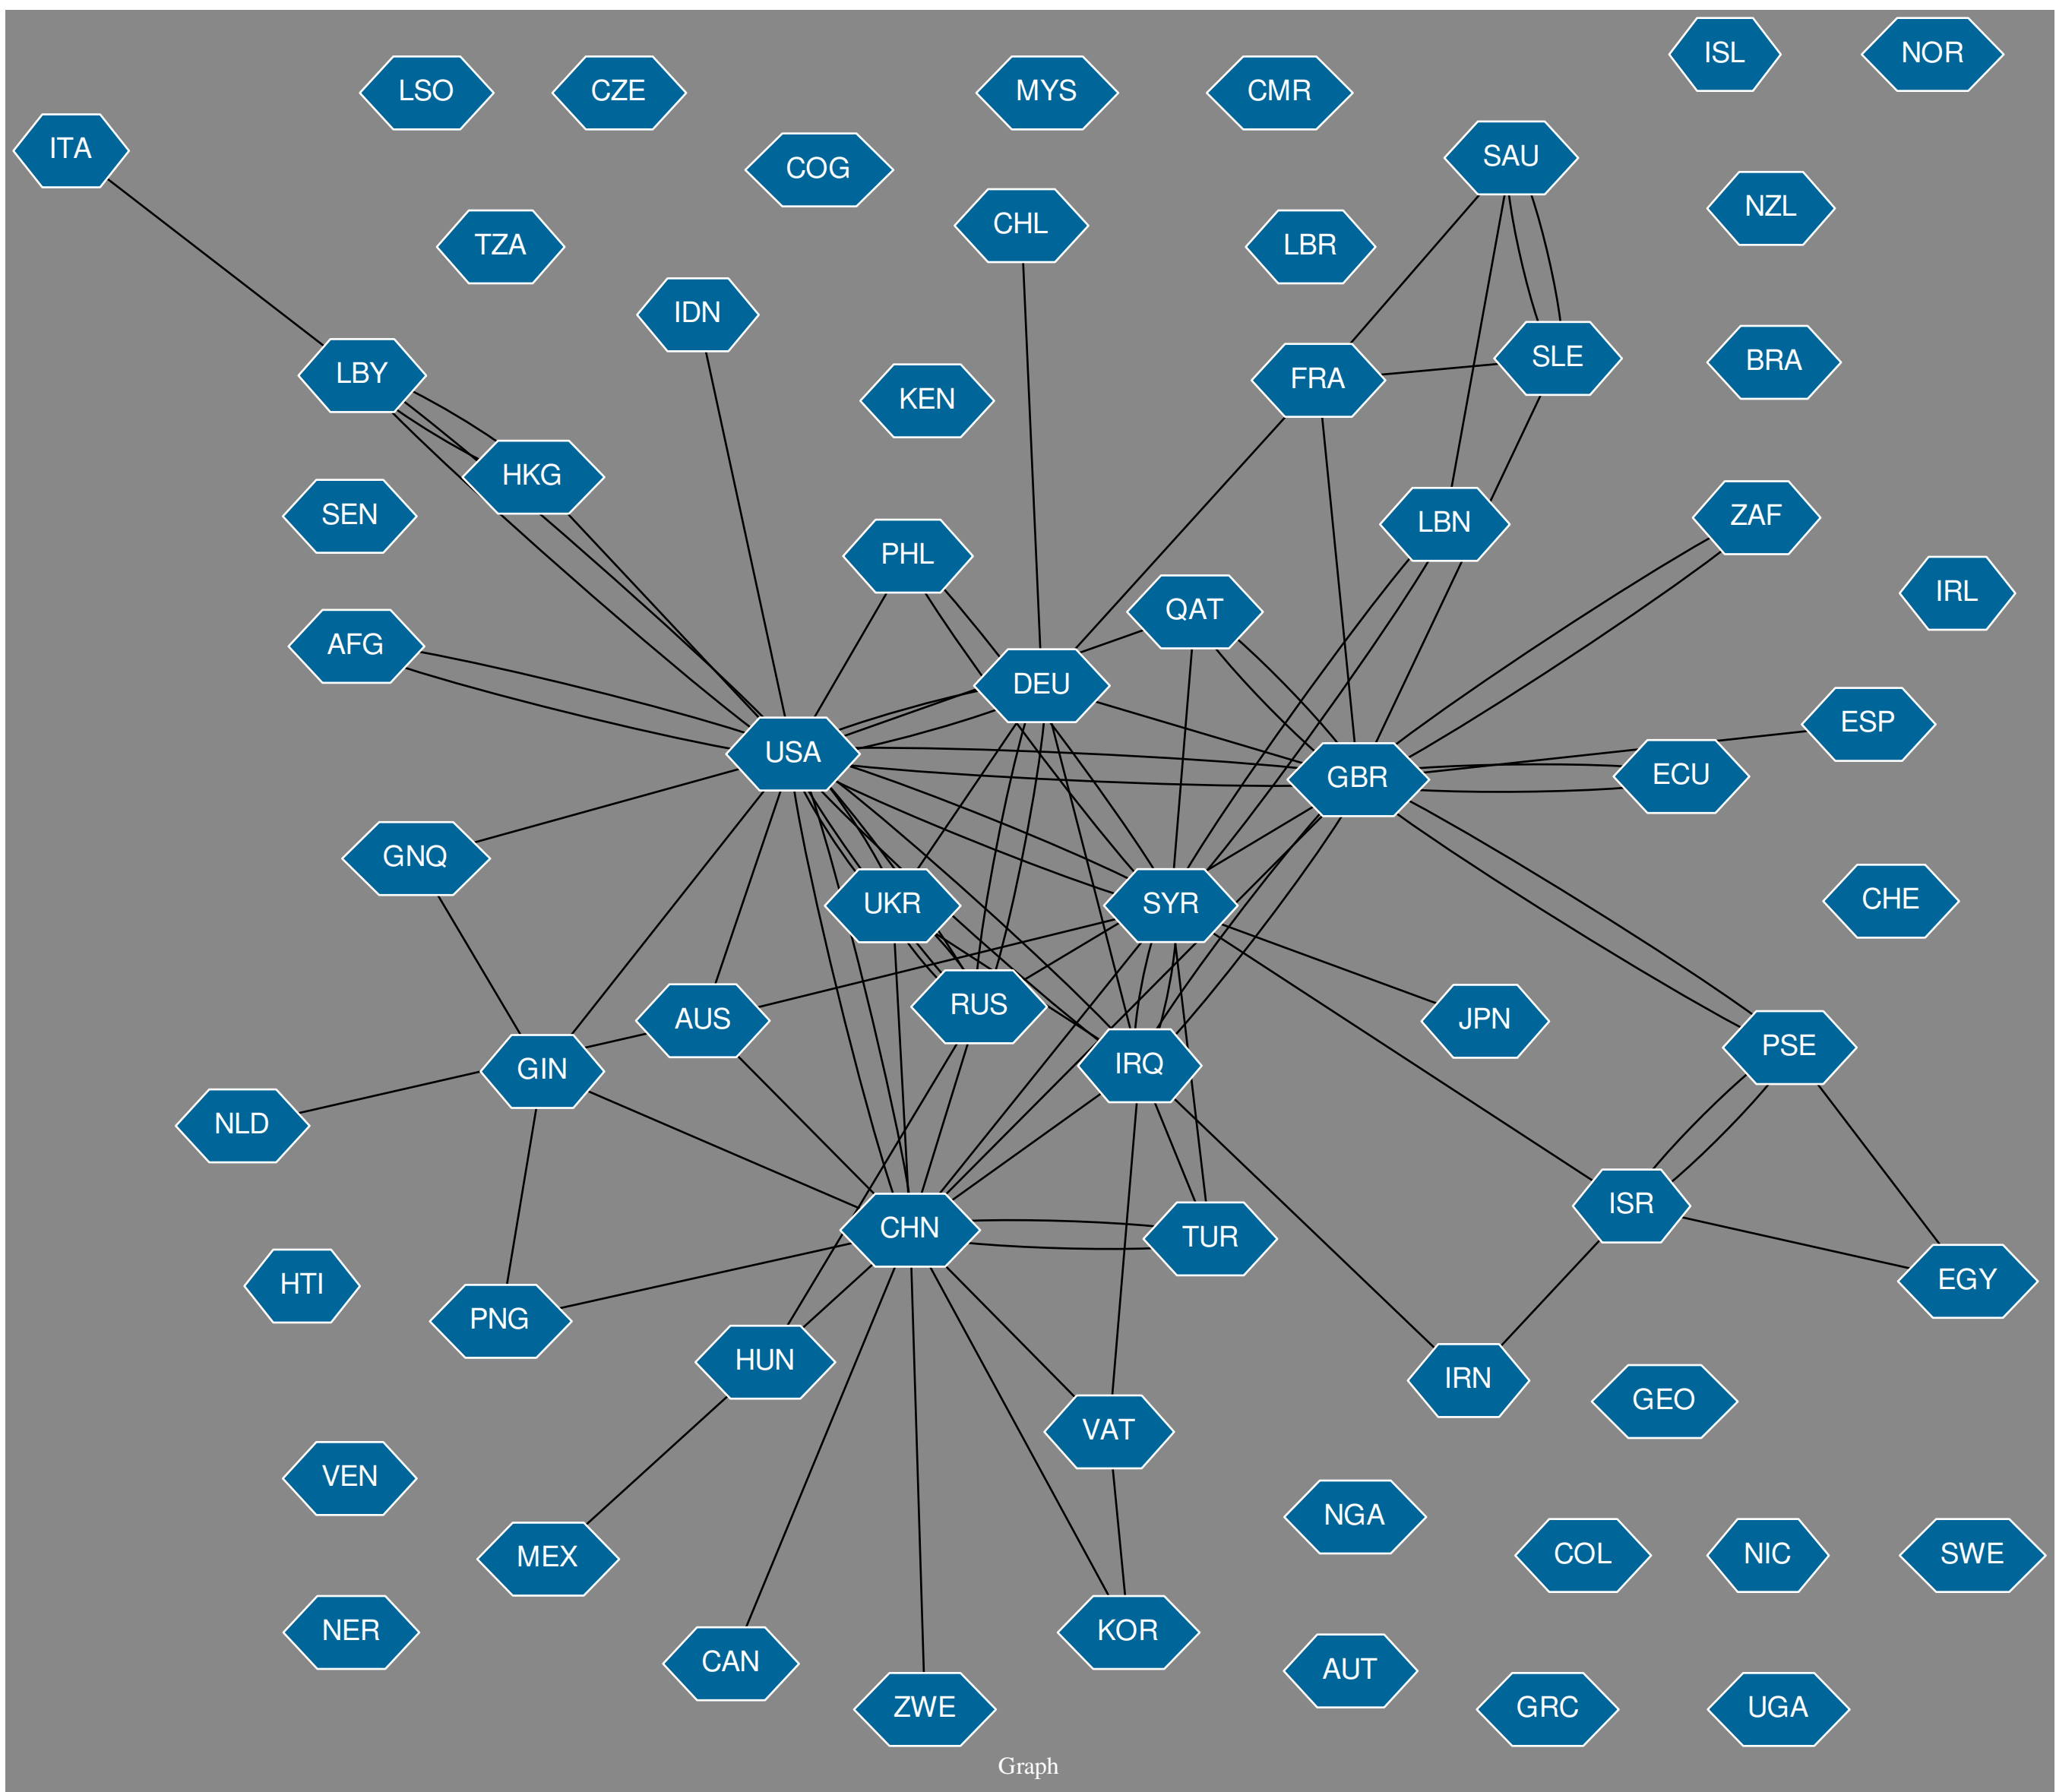 ISL
NOR
LSO
CZE
MYS
CMR
ITA
SAU
COG
NZL
CHL
TZA
LBR
IDN
SLE
BRA
LBY
FRA
KEN
HKG
SEN
LBN
ZAF
PHL
IRL
QAT
AFG
DEU
ESP
USA
GBR
ECU
GNQ
CHE
UKR
SYR
RUS
AUS
JPN
PSE
GIN
IRQ
NLD
ISR
CHN
TUR
EGY
HTI
PNG
HUN
IRN
GEO
VAT
VEN
NGA
MEX
COL
NIC
SWE
NER
KOR
CAN
AUT
ZWE
GRC
UGA
Graph